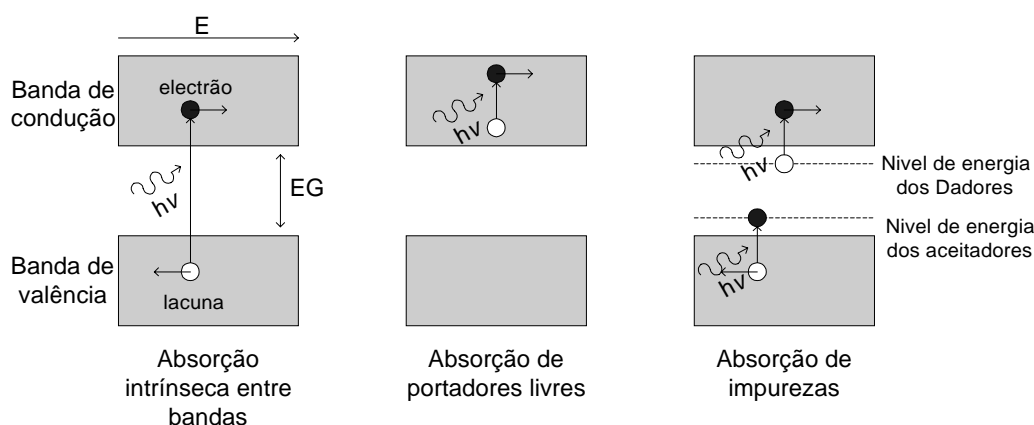 E
Banda de
condução
electrão
hν
EG
Banda de
valência
lacuna
Absorção
intrínseca entre
bandas
hν
Absorção de
portadores livres
hν
Nivel de energia
dos Dadores
Nivel de energia
dos aceitadores
hν
Absorção de
impurezas